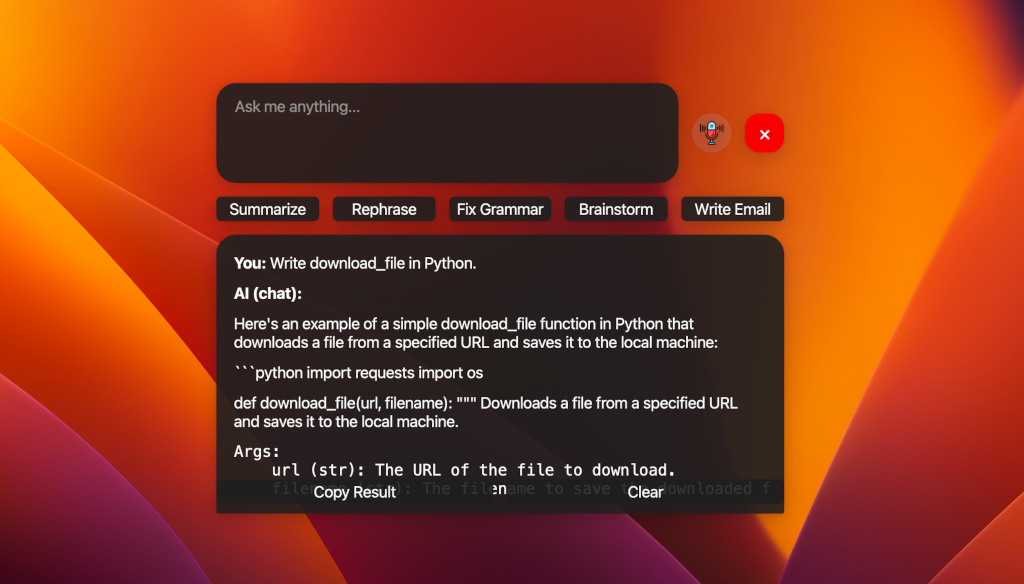 Ask me anything...
×
Summarize Rephrase Fix Grammar Brainstorm Write Email
You: Write download_file in Python.
AI (chat):
Here's an example of a simple download_file function in Python that
downloads a file from a specified URL and saves it to the local machine:
```python import requests import os
def download_file(url, filename): """ Downloads a file from a specified URL
and saves it to the local machine.
Args:
url (str): The URL of the file to download.
filename (str): The filename to save the downloaded f
Copy Result en Clear